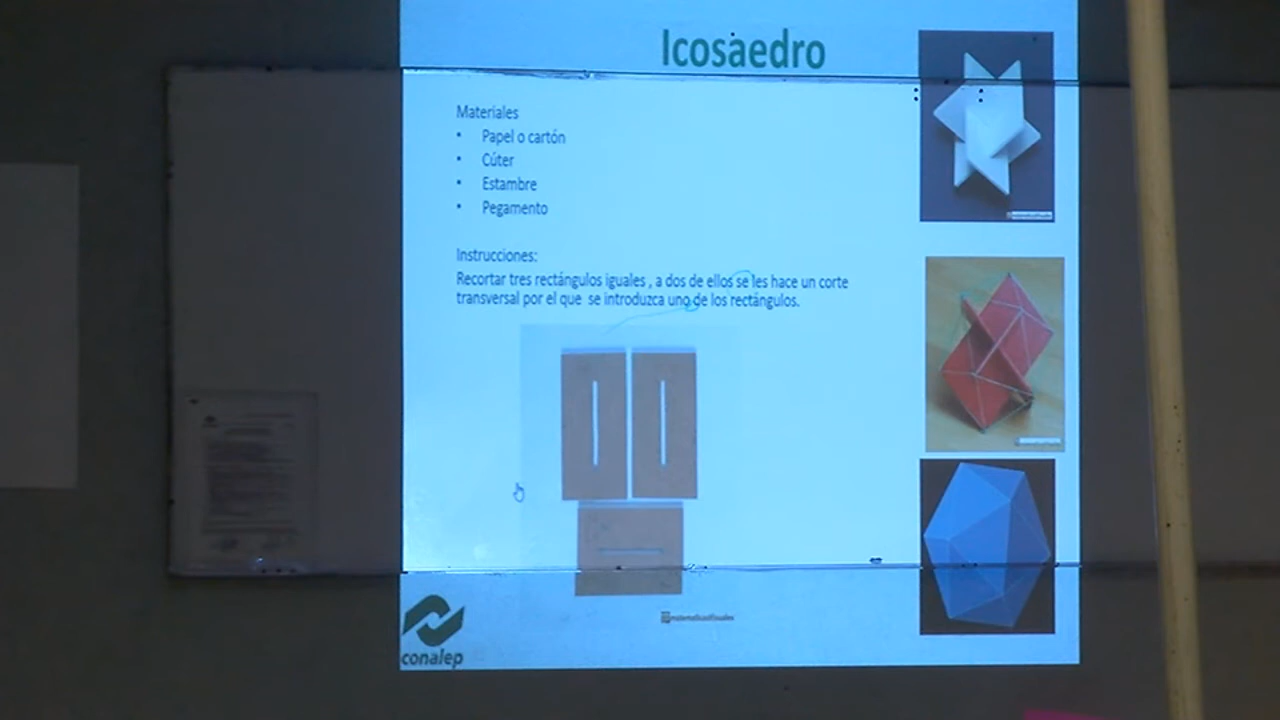 Icosaedro
Materiales
• Papel o cartón
• Cúter
• Estambre
• Pegamento
Instrucciones:
Recortar tres rectángulos iguales , a dos de ellos se les hace un corte
transversal por el que se introduzca uno de los rectángulos.
conalep